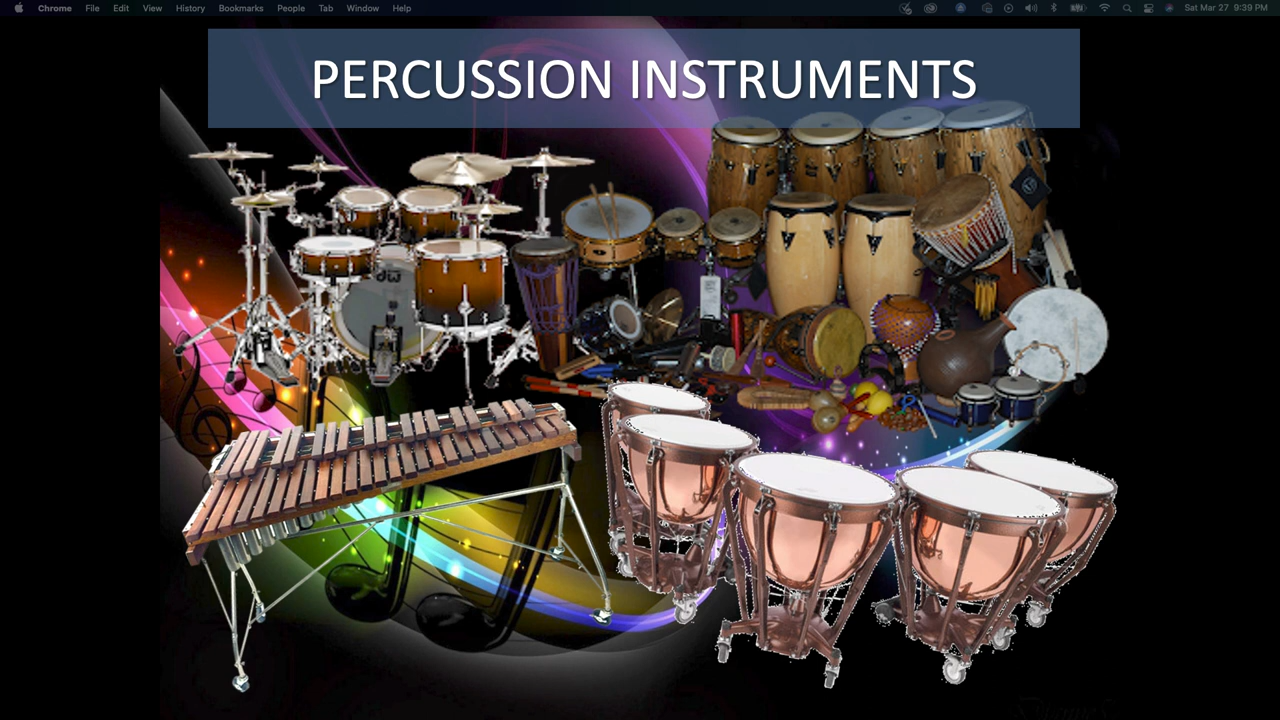 Chrome File Edit View History Bookmarks People Tab Window Help Sat Mar 27 9:39 PM
PERCUSSION INSTRUMENTS